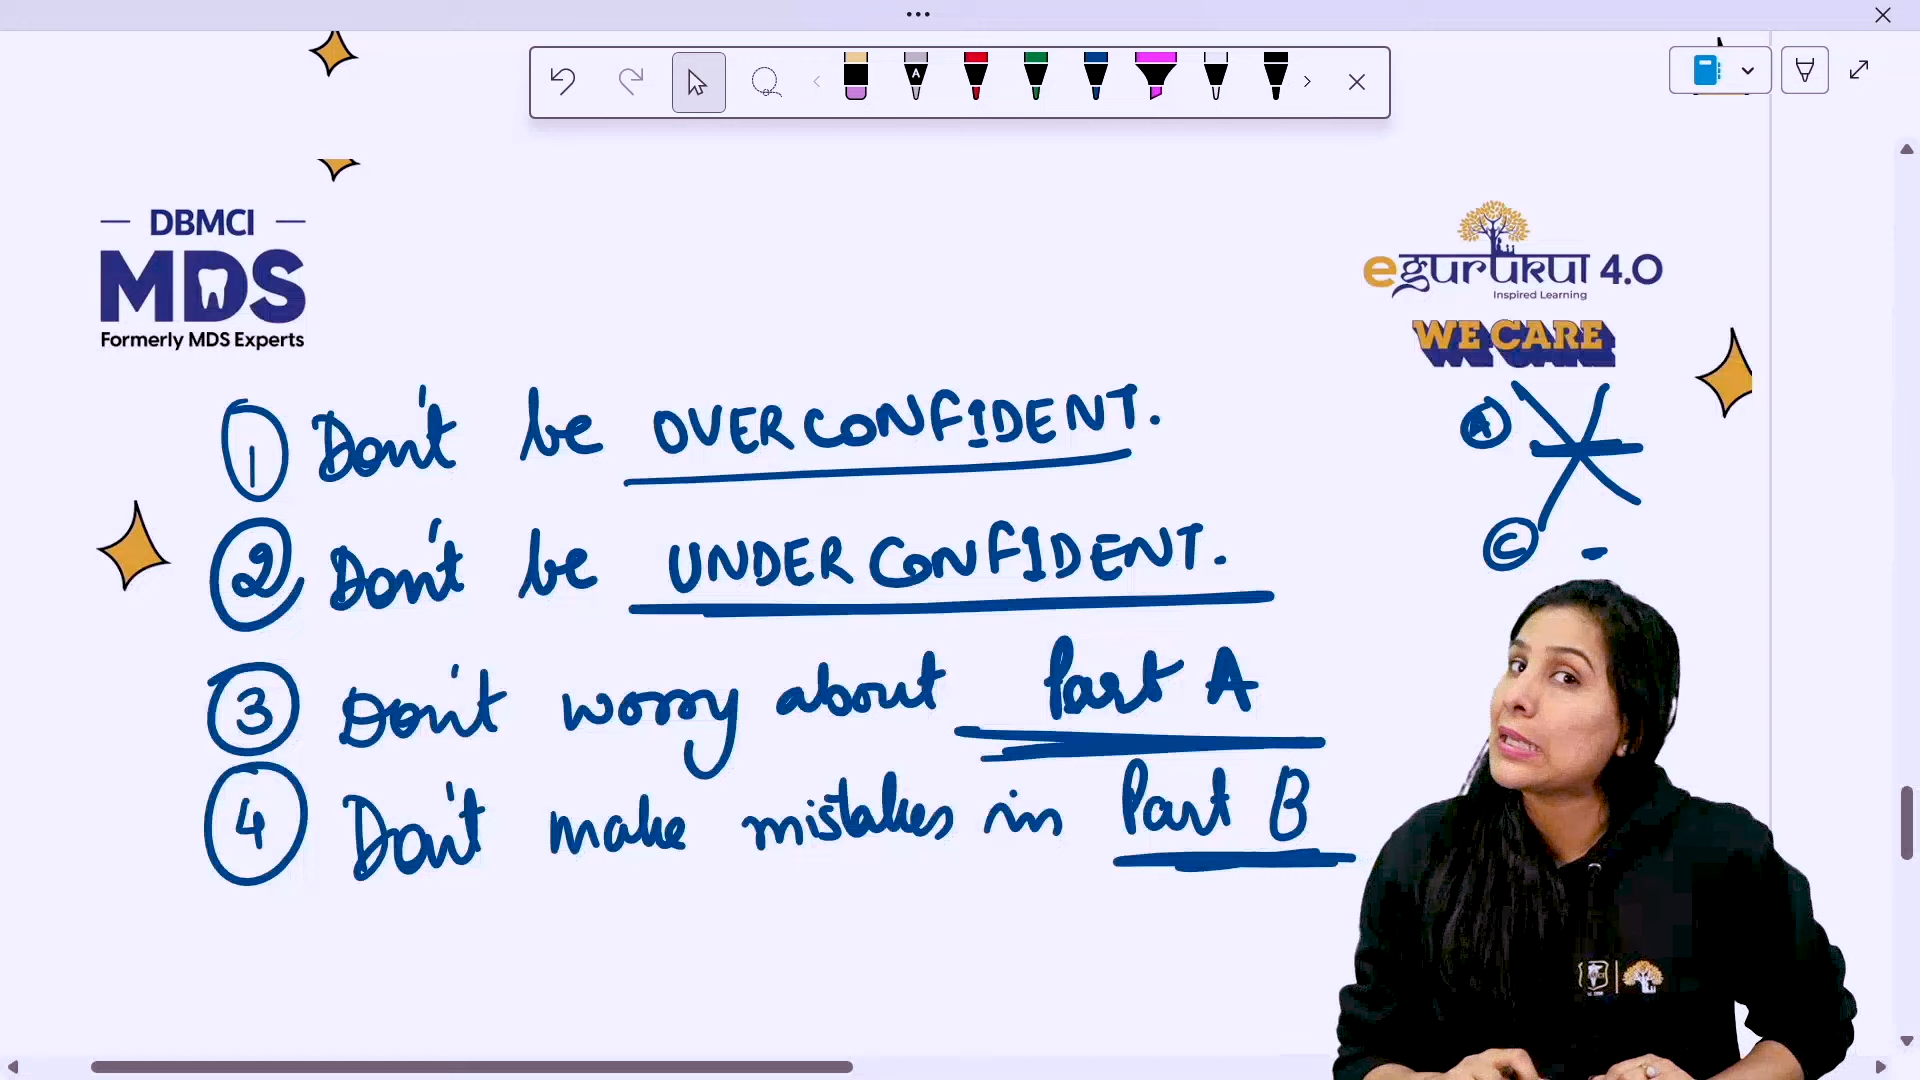 DBMCI
MDS
Formerly MDS Experts
egurukul 4.0
Inspired Learning
WE CARE
1 Don't be OVERCONFIDENT.
A
2 Don't be UNDERCONFIDENT.
C -
3 Don't worry about Part A
4 Don't make mistakes in Part B